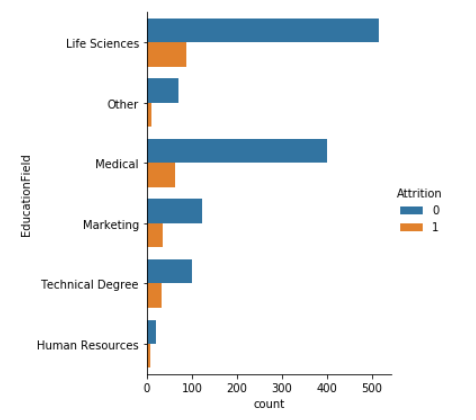 Life Sciences
Other
Medical
Marketing
Technical Degree
Human Resources
EducationField
0 100 200 300 400 500
count
Attrition
0
1